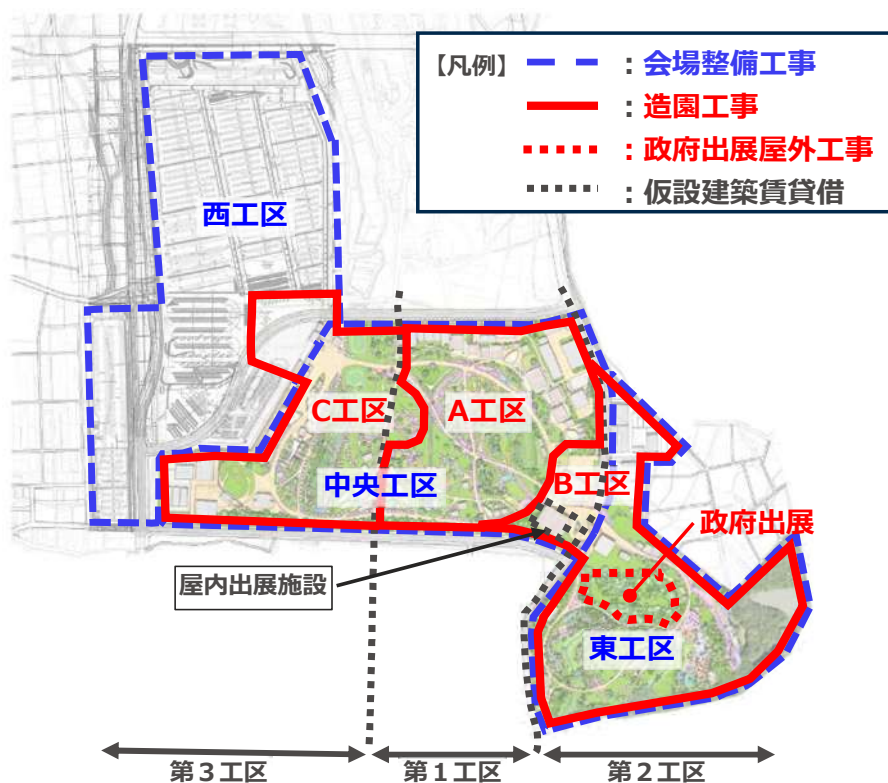 【凡例】
：会場整備工事
：造園工事
：政府出展屋外工事
：仮設建築賃貸借
西工区
C工区
A工区
中央工区
B工区
政府出展
屋内出展施設
東工区
第３工区
第１工区
第２工区